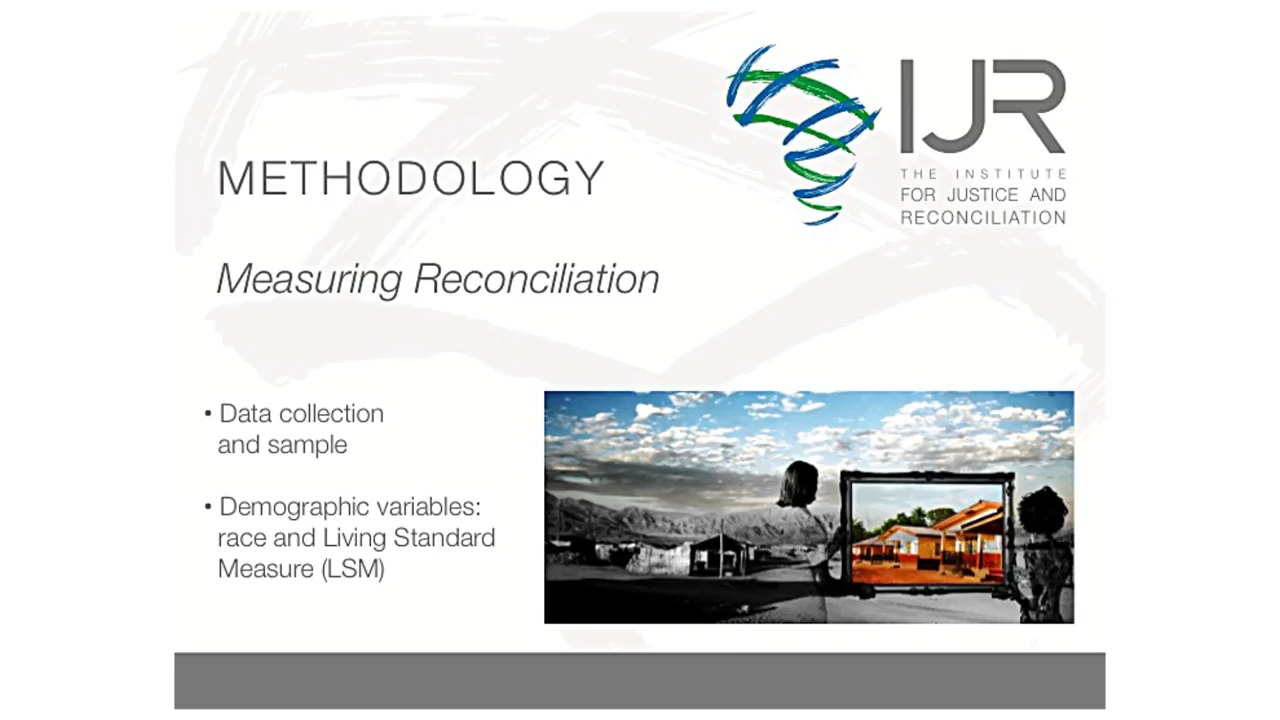 IJR
THE INSTITUTE
FOR JUSTICE AND
RECONCILIATION
METHODOLOGY
Measuring Reconciliation
• Data collection
and sample
• Demographic variables:
race and Living Standard
Measure (LSM)